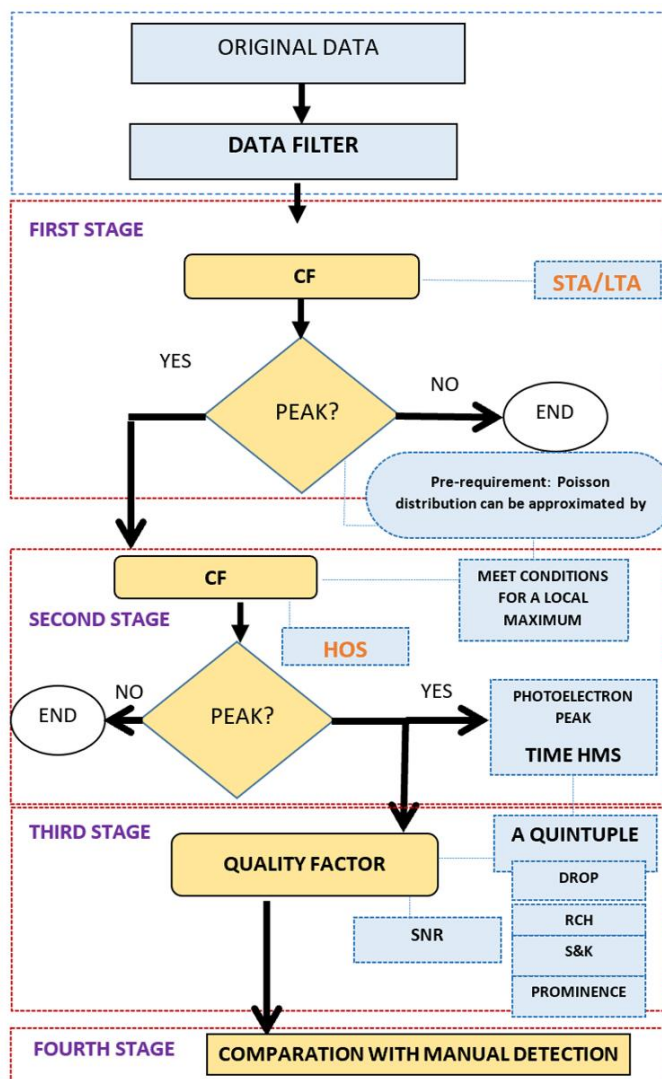 ORIGINAL DATA
DATA FILTER
FIRST STAGE
CF
STA/LTA
YES
NO
PEAK?
END
Pre-requirement: Poisson
distribution can be approximated by
CF
MEET CONDITIONS
FOR A LOCAL
MAXIMUM
SECOND STAGE
HOS
NO
YES
END
PEAK?
PHOTOELECTRON
PEAK
TIME HMS
THIRD STAGE
A QUINTUPLE
QUALITY FACTOR
DROP
SNR
RCH
S&K
PROMINENCE
FOURTH STAGE
COMPARATION WITH MANUAL DETECTION